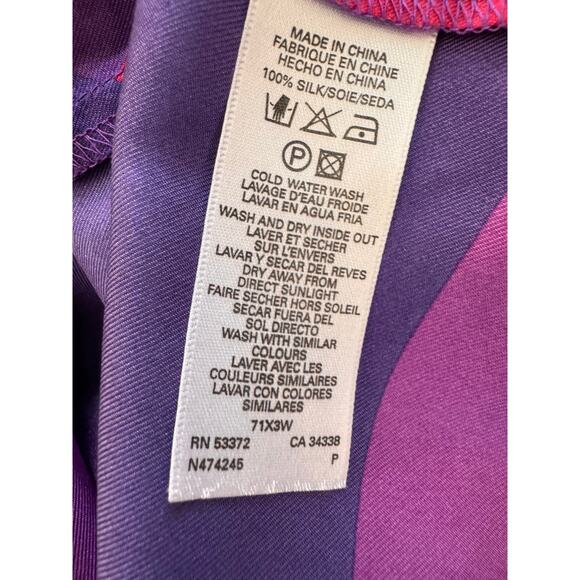 MADE IN CHINA
FABRIQUE EN CHINE
HECHO EN CHINA
100% SILK/SOIE/SEDA
P
COLD WATER WASH
LAVAGE D'EAU FROIDE
LAVAR EN AGUA FRIA
WASH AND DRY INSIDE OUT
LAVER ET SECHER
SUR L'ENVERS
LAVAR Y SECAR DEL REVES
DRY AWAY FROM
DIRECT SUNLIGHT
FAIRE SECHER HORS SOLEIL
SECAR FUERA DEL
SOL DIRECTO
WASH WITH SIMILAR
COLOURS
LAVER AVEC LES
COULEURS SIMILAIRES
LAVAR CON COLORES
SIMILARES
71X3W
RN 53372 CA 34338
N474245 P